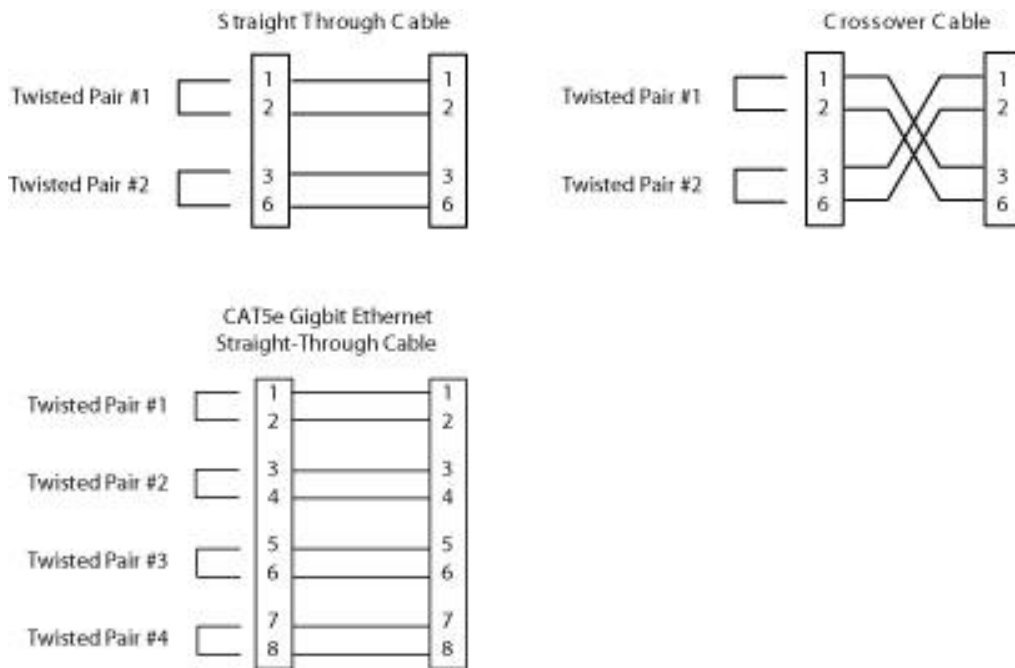 Straight Through Cable
Twisted Pair #1
1 1
2 2
Twisted Pair #2
3 3
6 6
Crossover Cable
Twisted Pair #1
1 1
2 2
Twisted Pair #2
3 3
6 6
CAT5e Gigbit Ethernet
Straight-Through Cable
Twisted Pair #1
1 1
2 2
Twisted Pair #2
3 3
4 4
Twisted Pair #3
5 5
6 6
Twisted Pair #4
7 7
8 8